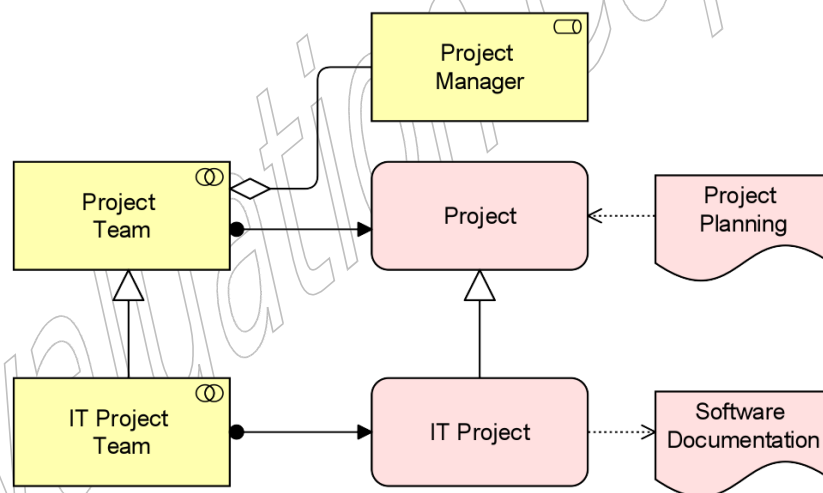 Project
Manager
Project
Team
Project
Project
Planning
IT Project
Team
IT Project
Software
Documentation